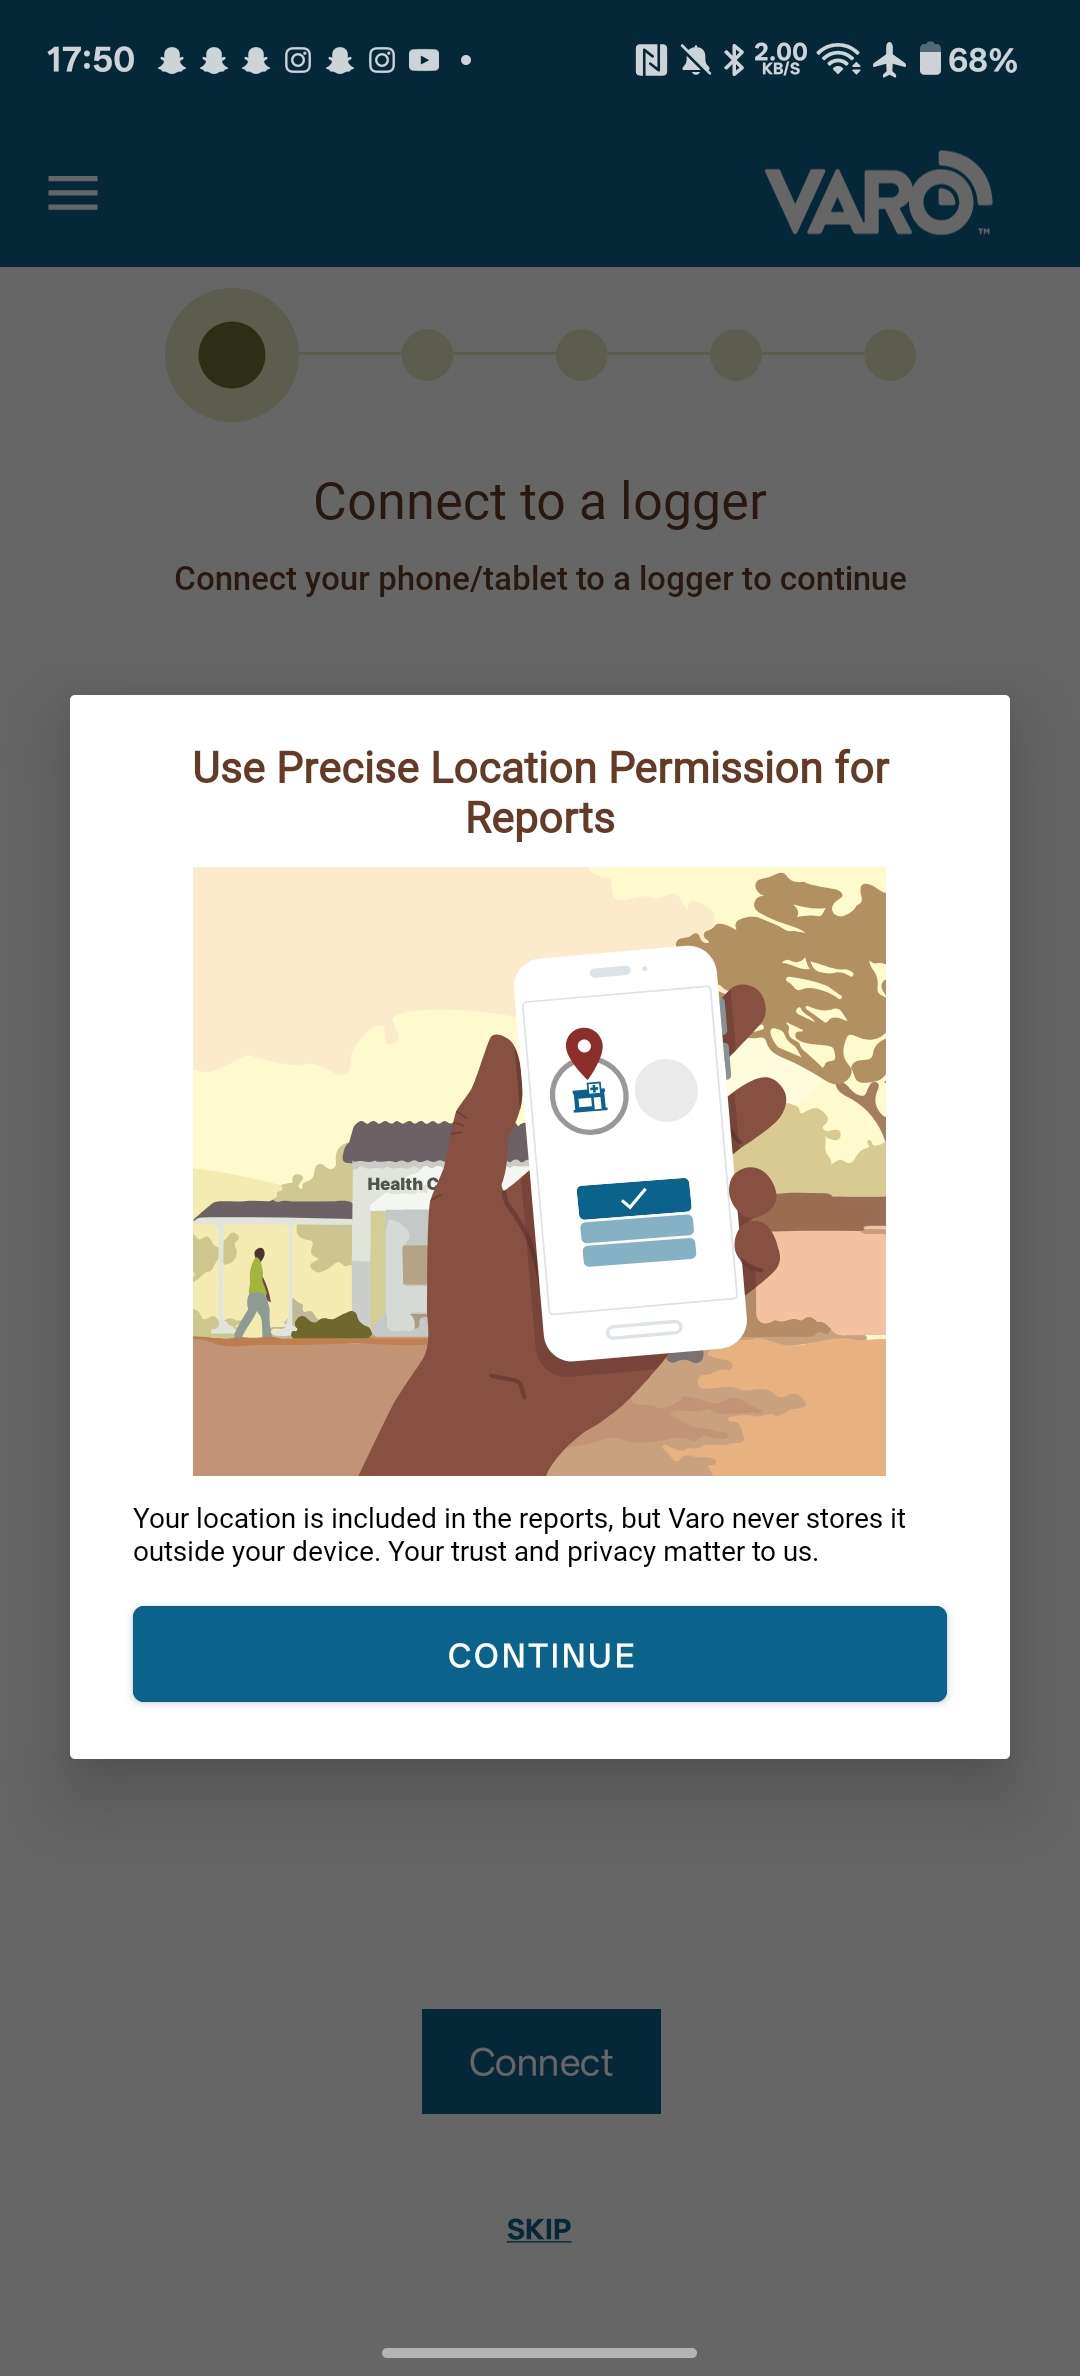 17:50
2.00
KB/S
68%
VARO™
Connect to a logger
Connect your phone/tablet to a logger to continue
Use Precise Location Permission for
Reports
Health C
Your location is included in the reports, but Varo never stores it
outside your device. Your trust and privacy matter to us.
CONTINUE
Connect
SKIP